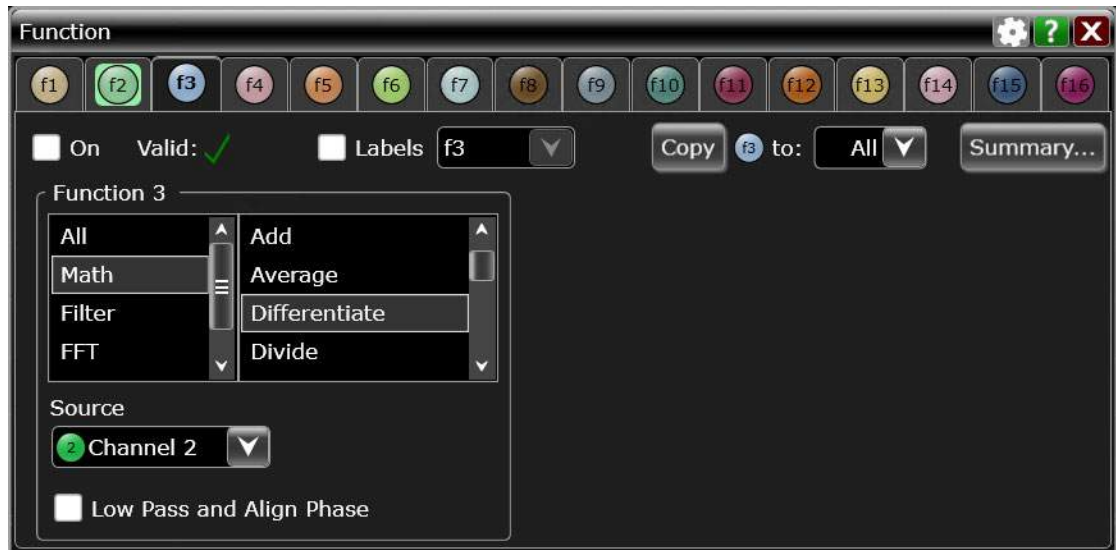 Function ?
f1 f2 f3 f4 f5 f6 f7 f8 f9 f10 f11 f12 f13 f14 f15 f16
On Valid: Labels f3 Copy f3 to: All Summary...
Function 3
All Add
Math Average
Filter Differentiate
FFT Divide
Source
2 Channel 2
Low Pass and Align Phase